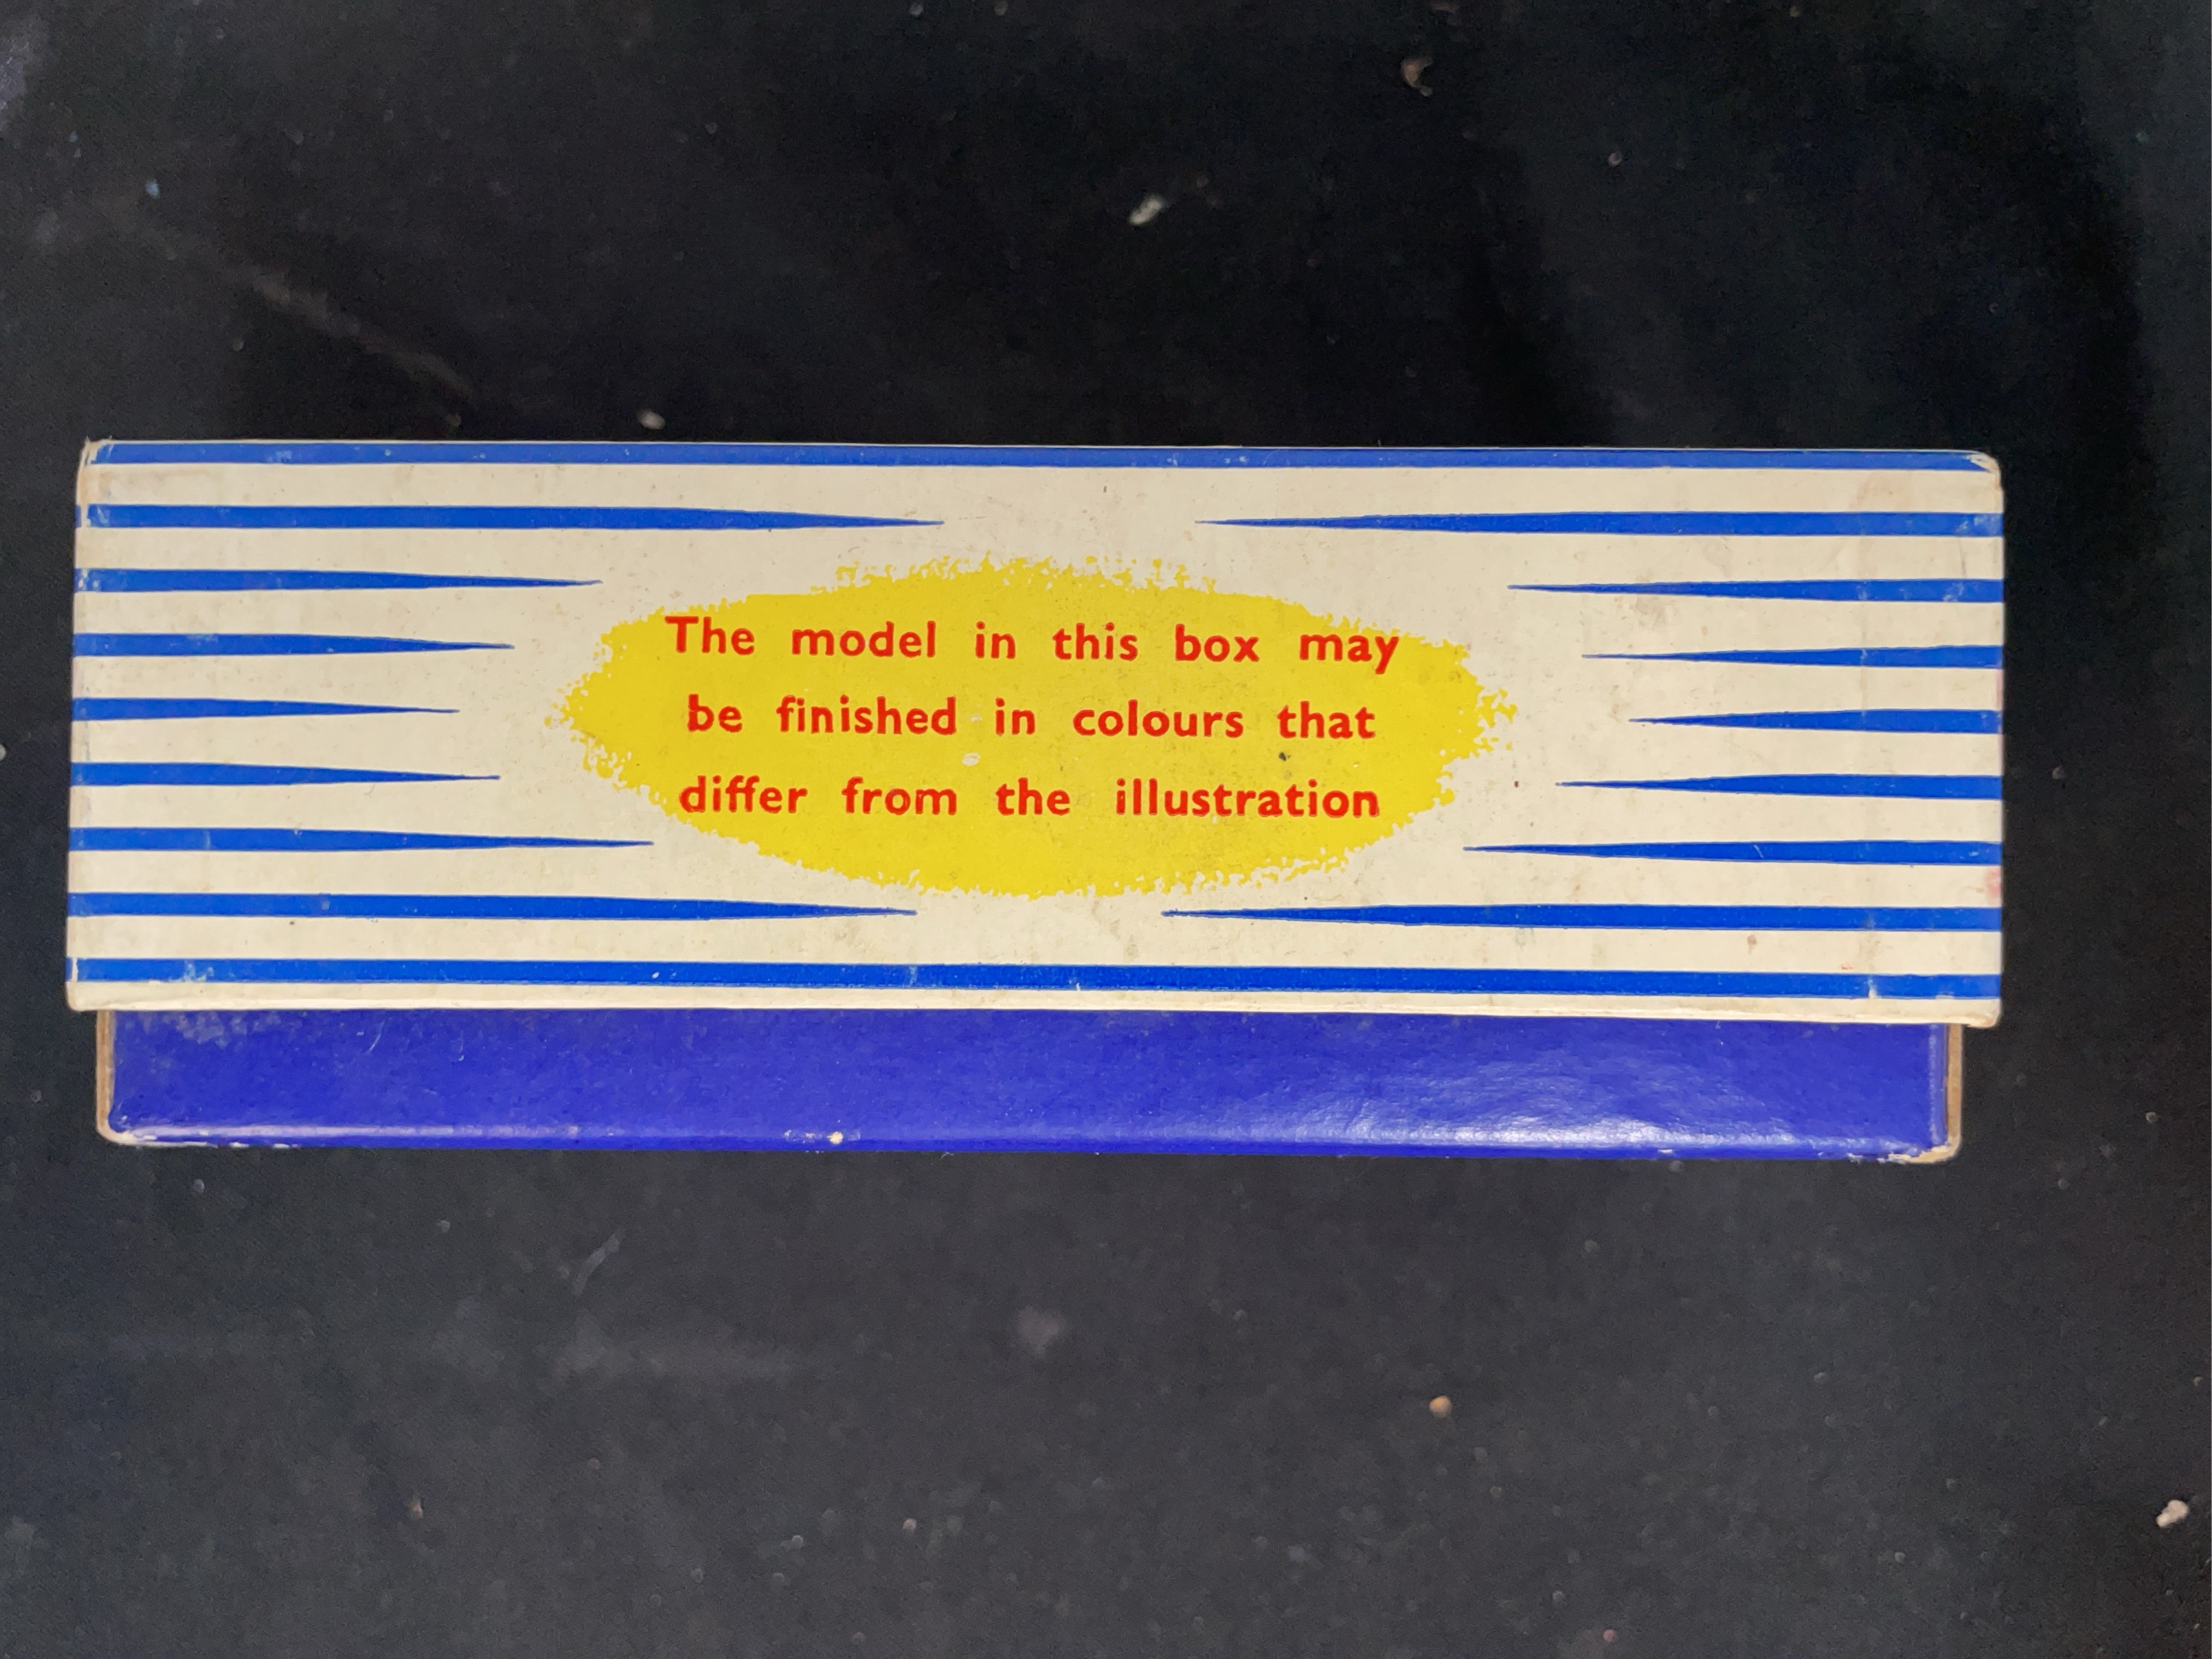 The model in this box may
be finished in colours that
differ from the illustration